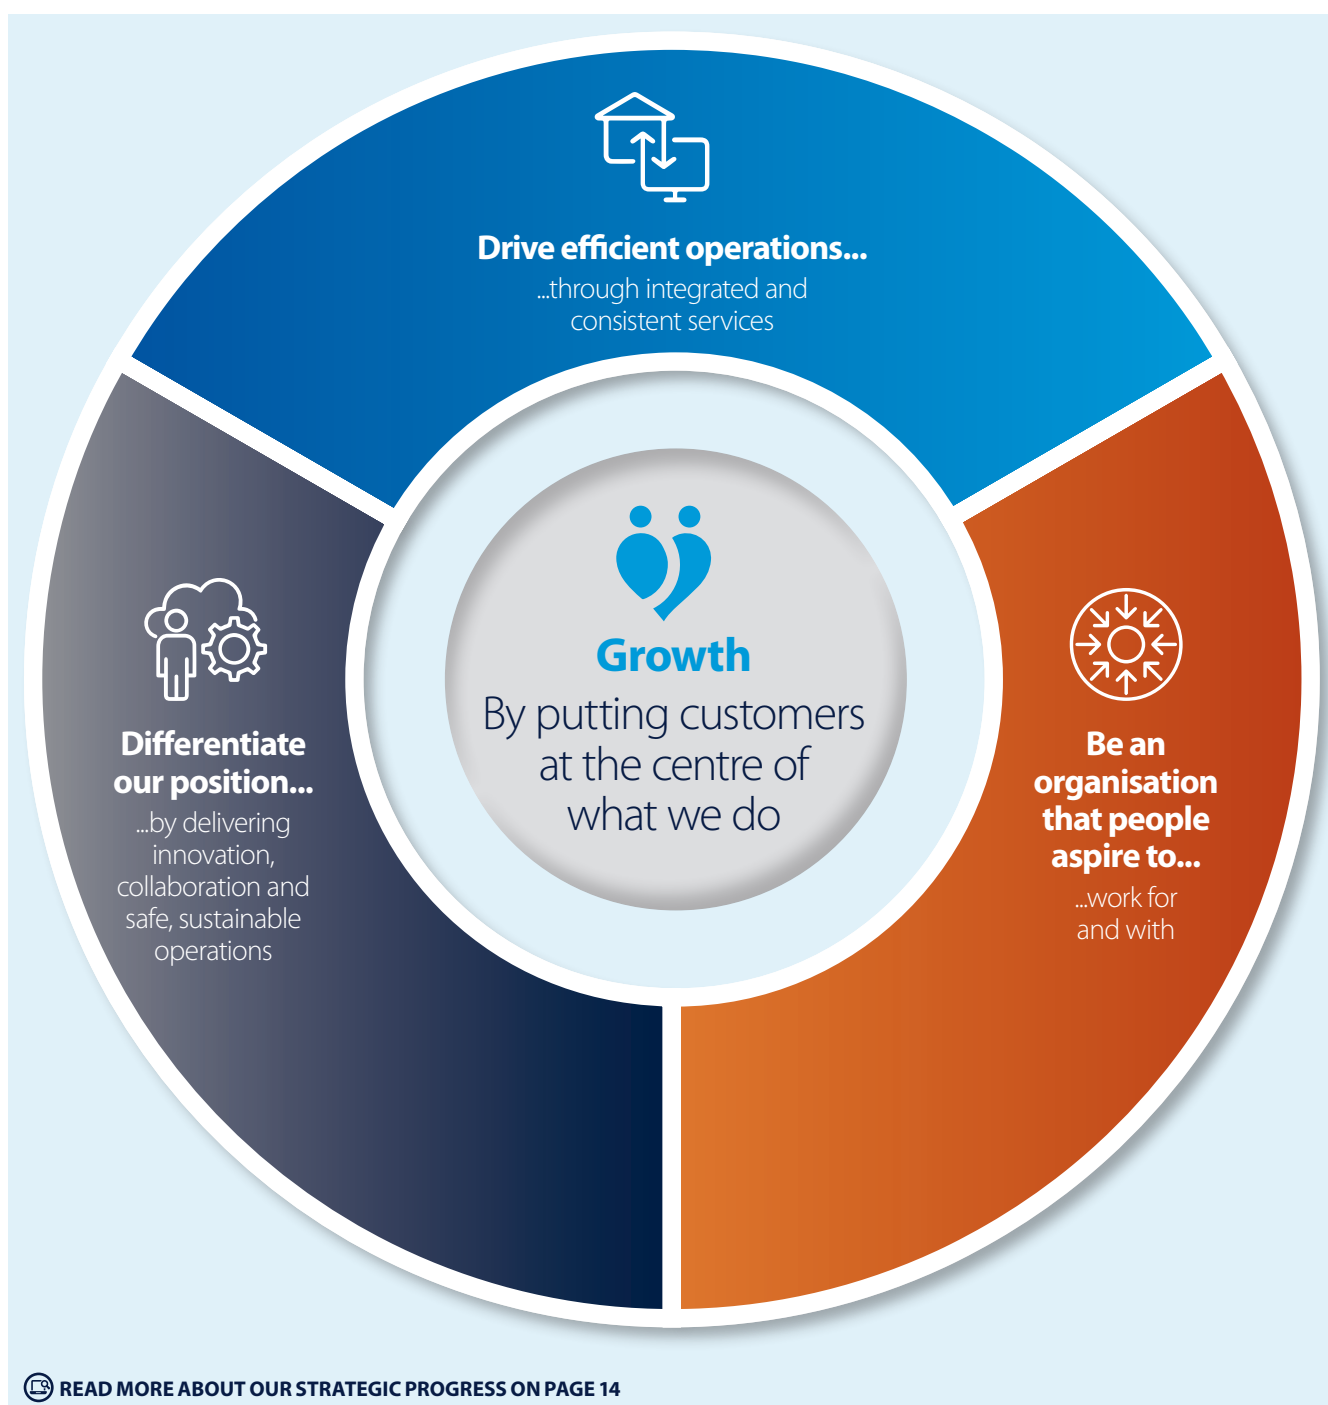 Drive efficient operations...
...through integrated and
consistent services
Growth
By putting customers
at the centre of
what we do
Differentiate
our position...
...by delivering
innovation,
collaboration and
safe, sustainable
operations
Be an
organisation
that people
aspire to...
...work for
and with
READ MORE ABOUT OUR STRATEGIC PROGRESS ON PAGE 14